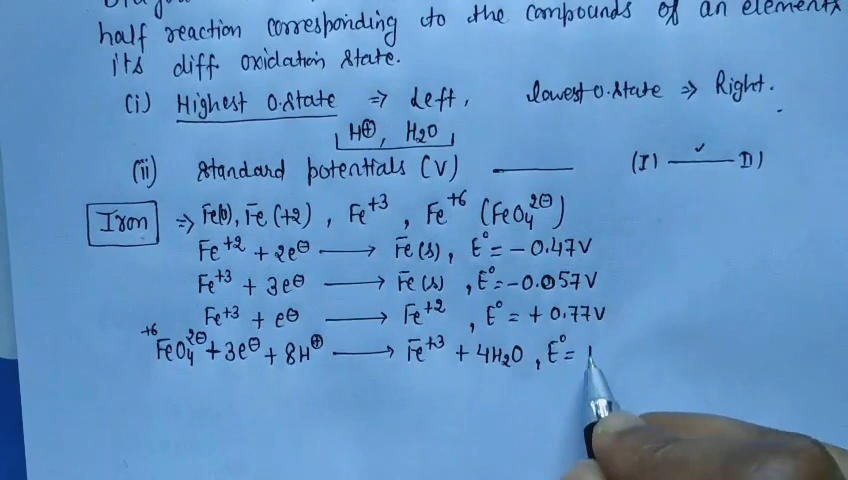 half reaction corresponding to the compounds of an elements
its diff oxidation state.
(i) Highest O.State ⇒ Left, lowest O.State ⇒ Right.
H⊕, H2O
(ii) Standard potentials (V) ——— (I) —✓— II)
Iron ⇒ Fe(0), Fe(+2), Fe+3, Fe+6 (FeO4 2⊖)
Fe+2 + 2e⊖ ⟶ Fe(s), E° = -0.47V
Fe+3 + 3e⊖ ⟶ Fe(s), E° = -0.057V
Fe+3 + e⊖ ⟶ Fe+2, E° = +0.77V
+6
FeO4 2⊖ + 3e⊖ + 8H⊕ ⟶ Fe+3 + 4H2O, E° =